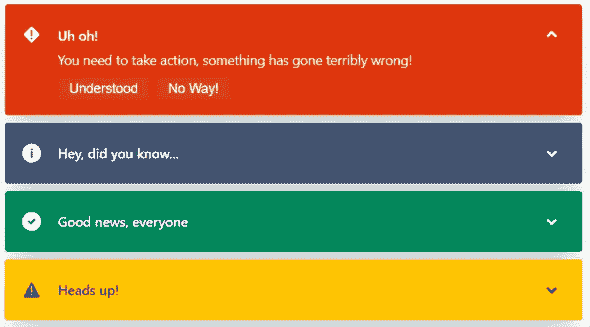 Uh oh!
You need to take action, something has gone terribly wrong!
Understood No Way!
Hey, did you know...
Good news, everyone
Heads up!